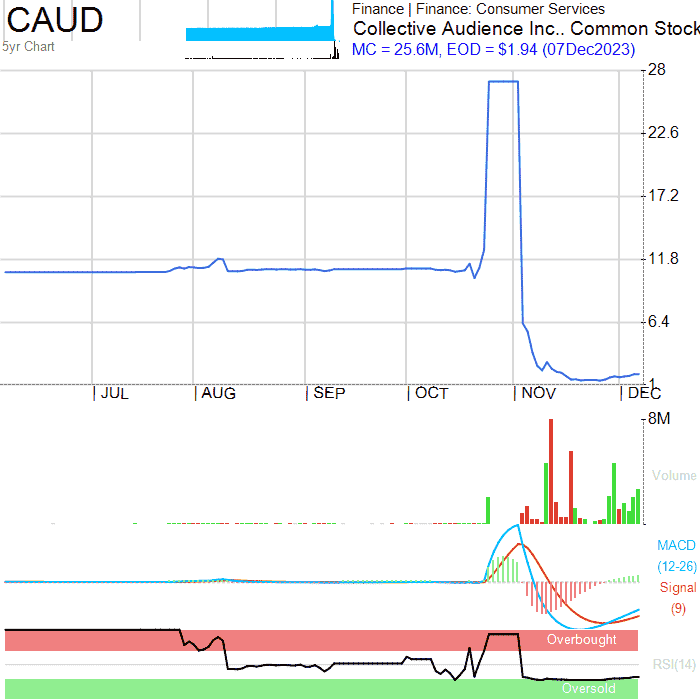 CAUD
5yr Chart
Finance | Finance: Consumer Services
Collective Audience Inc.. Common Stock
MC = 25.6M, EOD = $1.94 (07Dec2023)
28
22.6
17.2
11.8
6.4
1
JUL AUG SEP OCT NOV DEC
8M
Volume
MACD
(12-26)
Signal
(9)
Overbought
RSI(14)
Oversold